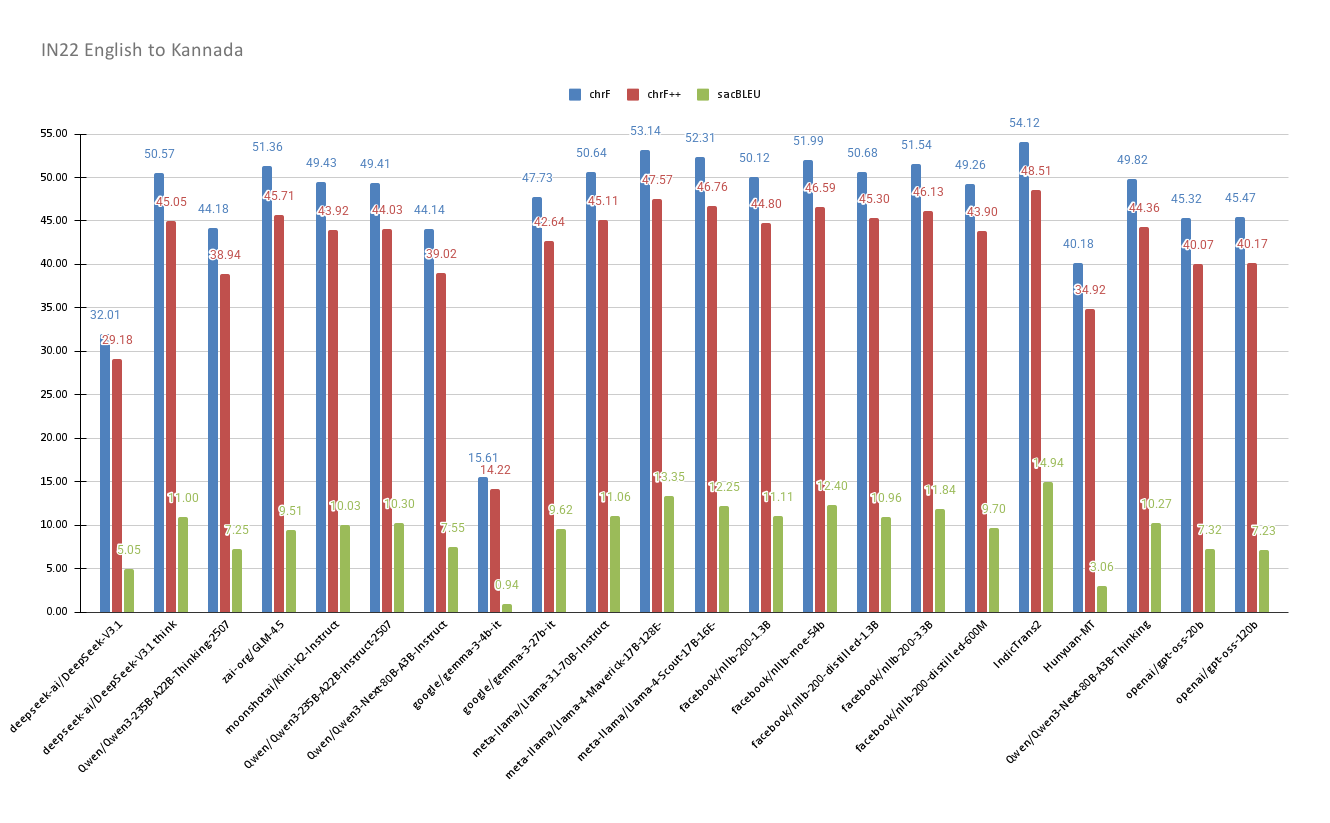 IN22 English to Kannada
chrF chrF++ sacBLEU
55.00
50.00
45.00
40.00
35.00
30.00
25.00
20.00
15.00
10.00
5.00
0.00
32.01 29.18 5.05
50.57 45.05 11.00
44.18 38.94 7.25
51.36 45.71 9.51
49.43 43.92 10.03
49.41 44.03 10.30
44.14 39.02 7.55
15.61 14.22 0.94
47.73 42.64 9.62
50.64 45.11 11.06
53.14 47.57 13.35
52.31 46.76 12.25
50.12 44.80 11.11
51.99 46.59 12.40
50.68 45.30 10.96
51.54 46.13 11.84
49.26 43.90 9.70
54.12 48.51 14.94
40.18 34.92 3.06
49.82 44.36 10.27
45.32 40.07 7.32
45.47 40.17 7.23
deepseek-ai/DeepSeek-V3.1
deepseek-ai/DeepSeek-V3.1 think
Qwen/Qwen3-235B-A22B-Thinking-2507
zai-org/GLM-4.5
moonshotai/Kimi-K2-Instruct
Qwen/Qwen3-235B-A22B-Instruct-2507
Qwen/Qwen3-Next-80B-A3B-Instruct
google/gemma-3-4b-it
google/gemma-3-27b-it
meta-llama/Llama-3.1-70B-Instruct
meta-llama/Llama-4-Maverick-17B-128E-
meta-llama/Llama-4-Scout-17B-16E-
facebook/nllb-200-1.3B
facebook/nllb-moe-54b
facebook/nllb-200-distilled-1.3B
facebook/nllb-200-3.3B
facebook/nllb-200-distilled-600M
IndicTrans2
Hunyuan-MT
Qwen/Qwen3-Next-80B-A3B-Thinking
openai/gpt-oss-20b
openai/gpt-oss-120b